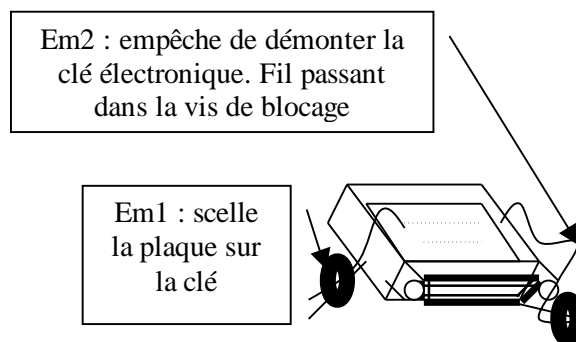 Em2 : empêche de démonter la
clé électronique. Fil passant
dans la vis de blocage
Em1 : scelle
la plaque sur
la clé